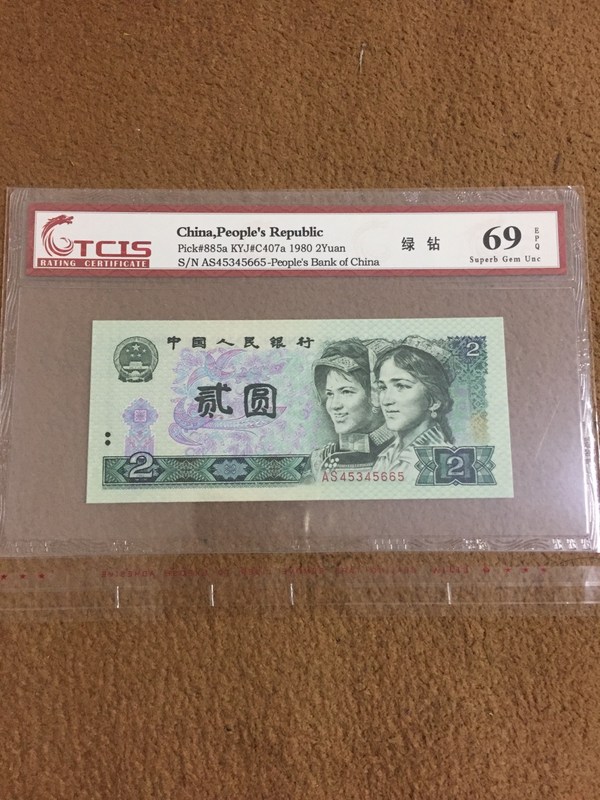 TCIS
RATING CERTIFICATE
China,People's Republic
Pick#885a KYJ#C407a 1980 2Yuan
S/N AS45345665-People's Bank of China
绿 钻
69 EPQ
Superb Gem Unc
中国人民银行
2
贰圆
2
AS45345665
2